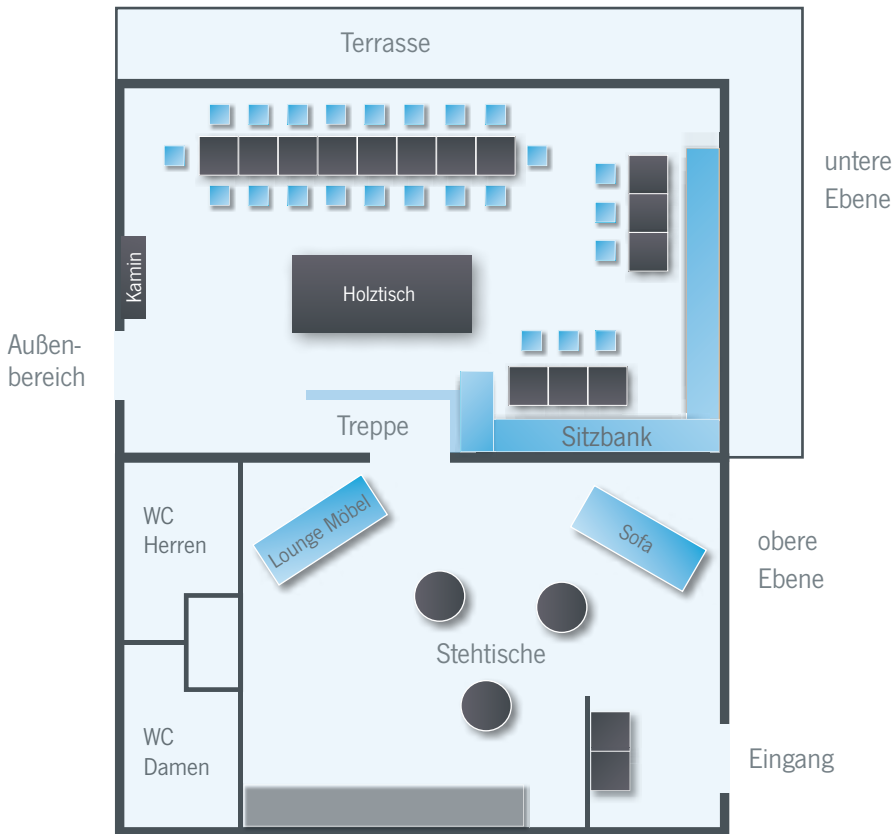 Terrasse
untere
Ebene
Kamin
Holztisch
Außen-
bereich
Treppe
Sitzbank
WC
Herren
Lounge Möbel
Sofa
obere
Ebene
Stehtische
WC
Damen
Eingang